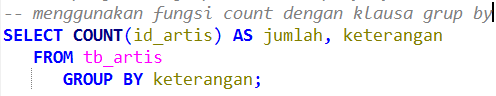 -- menggunakan fungsi count dengan klausa grup by
SELECT COUNT(id_artis) AS jumlah, keterangan
FROM tb_artis
GROUP BY keterangan;